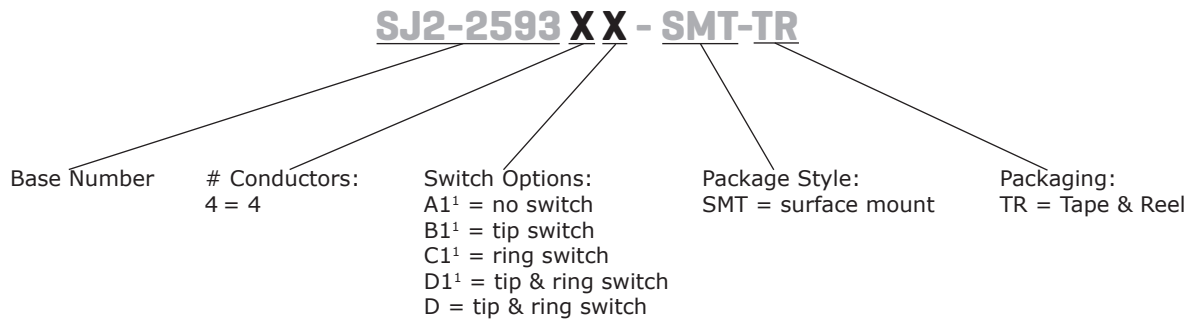 SJ2-2593 X X - SMT-TR
Base Number
# Conductors:
4 = 4
Switch Options:
A1¹ = no switch
B1¹ = tip switch
C1¹ = ring switch
D1¹ = tip & ring switch
D = tip & ring switch
Package Style:
SMT = surface mount
Packaging:
TR = Tape & Reel